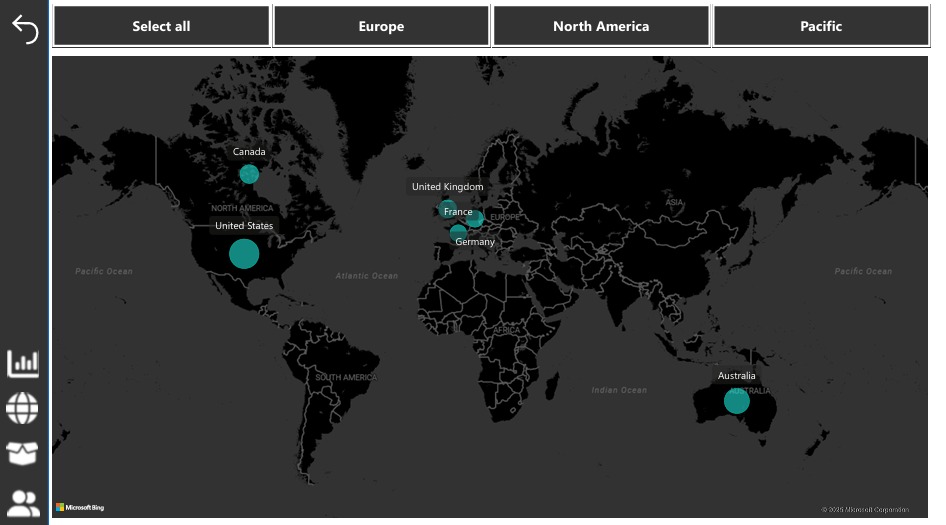 Select all
Europe
North America
Pacific
Canada
United Kingdom
NORTH AMERICA
ASIA
France
EUROPE
United States
Germany
Pacific Ocean
Atlantic Ocean
Pacific Ocean
AFRICA
SOUTH AMERICA
Australia
Indian Ocean
AUSTRALIA
Microsoft Bing
© 2025 Microsoft Corporation